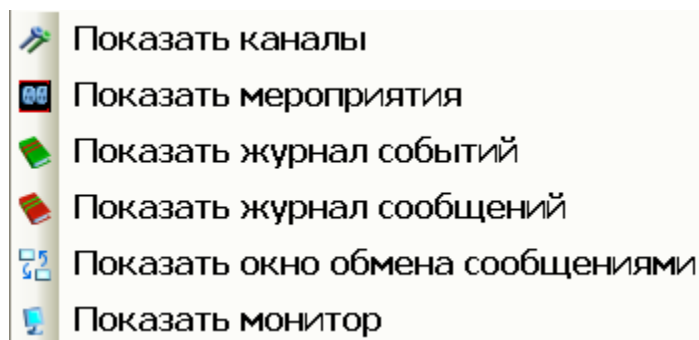 Показать каналы
Показать мероприятия
Показать журнал событий
Показать журнал сообщений
Показать окно обмена сообщениями
Показать монитор